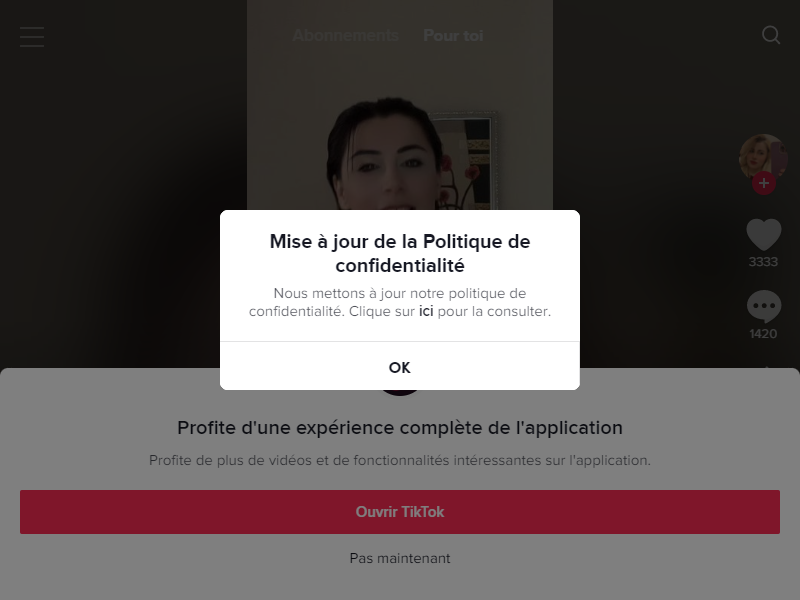 Abonnements Pour toi
3333
1420
Mise à jour de la Politique de
confidentialité
Nous mettons à jour notre politique de
confidentialité. Clique sur ici pour la consulter.
OK
Profite d'une expérience complète de l'application
Profite de plus de vidéos et de fonctionnalités intéressantes sur l'application.
Ouvrir TikTok
Pas maintenant